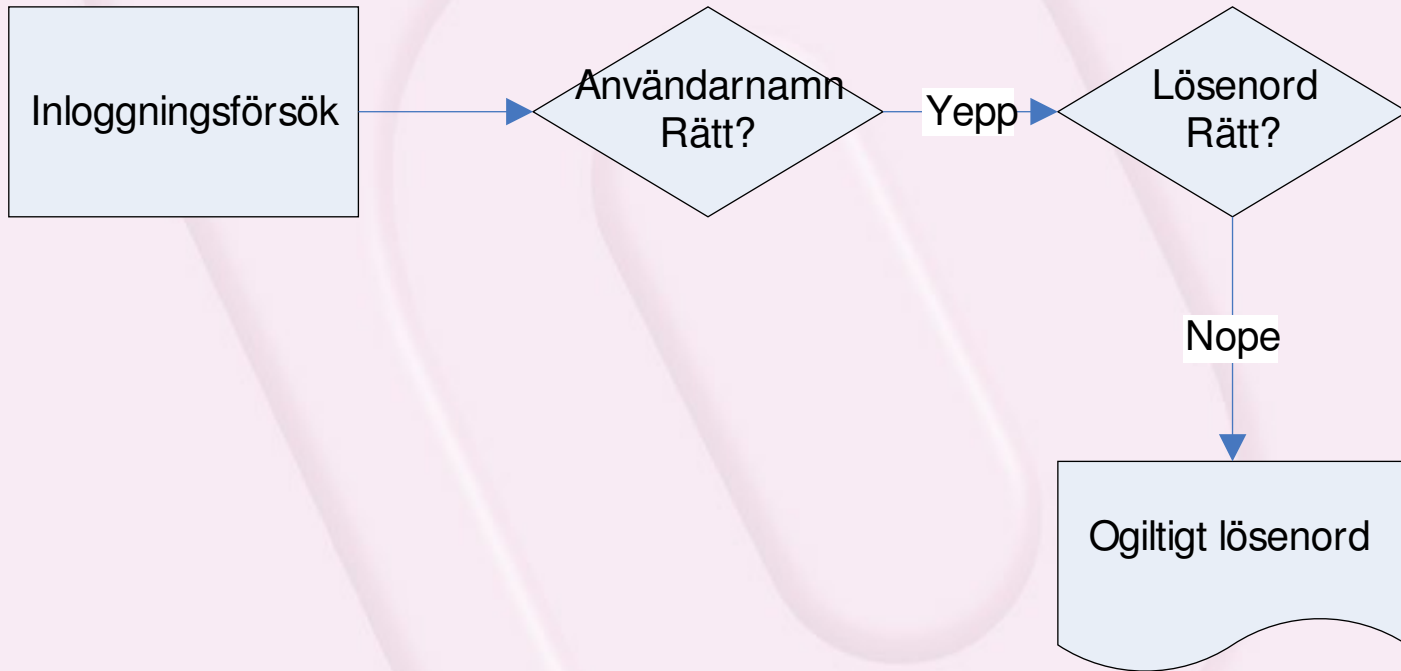 Inloggningsförsök
Användarnamn
Rätt?
Yepp
Lösenord
Rätt?
Nope
Ogiltigt lösenord